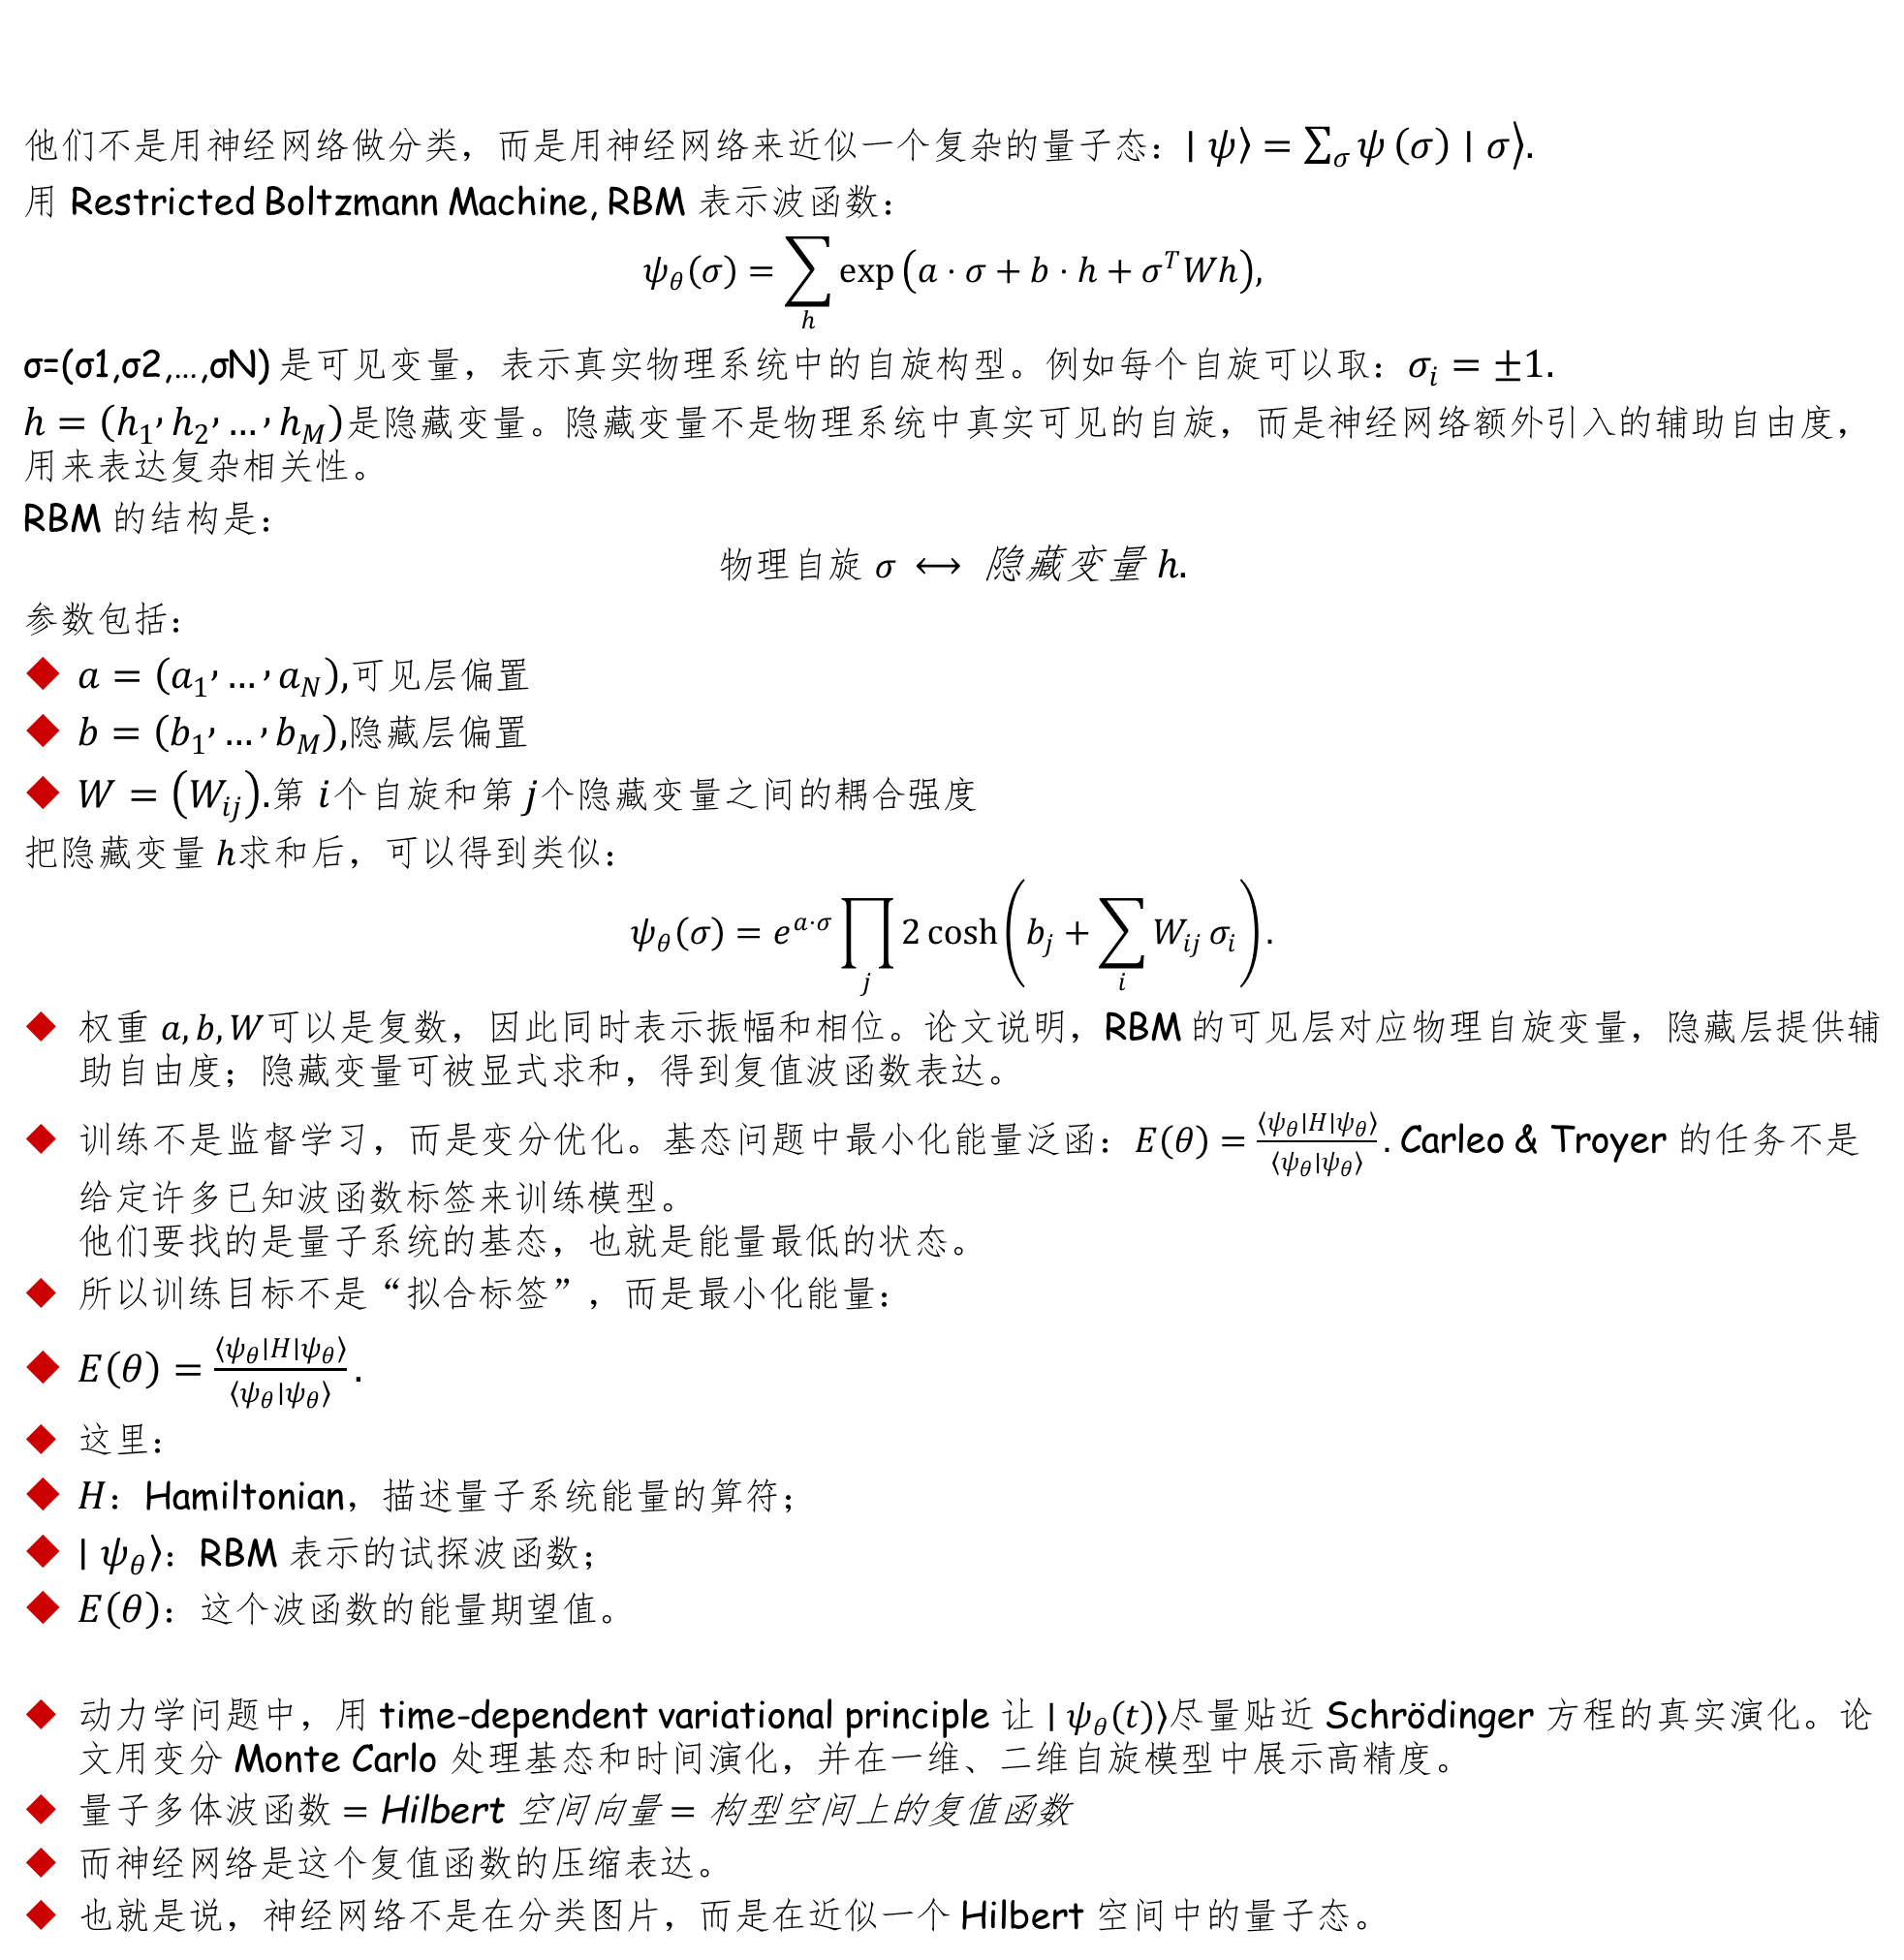 他们不是用神经网络做分类，而是用神经网络来近似一个复杂的量子态：| ψ⟩ = ∑_σ ψ (σ) | σ⟩.
用 Restricted Boltzmann Machine, RBM 表示波函数：
ψ_θ(σ) = ∑_h exp (a · σ + b · h + σ^T Wh),
σ=(σ1,σ2,...,σN) 是可见变量，表示真实物理系统中的自旋构型。例如每个自旋可以取：σ_i = ±1.
h = (h_1, h_2, ..., h_M)是隐藏变量。隐藏变量不是物理系统中真实可见的自旋，而是神经网络额外引入的辅助自由度，
用来表达复杂相关性。
RBM 的结构是：
物理自旋 σ ⟷ 隐藏变量 h.
参数包括：
◆ a = (a_1, ..., a_N),可见层偏置
◆ b = (b_1, ..., b_M),隐藏层偏置
◆ W = (W_ij).第 i个自旋和第 j个隐藏变量之间的耦合强度
把隐藏变量 h求和后，可以得到类似：
ψ_θ(σ) = e^{a·σ} ∏_j 2 cosh (b_j + ∑_i W_ij σ_i).
◆ 权重 a, b, W可以是复数，因此同时表示振幅和相位。论文说明，RBM 的可见层对应物理自旋变量，隐藏层提供辅
助自由度；隐藏变量可被显式求和，得到复值波函数表达。
◆ 训练不是监督学习，而是变分优化。基态问题中最小化能量泛函：E(θ) = ⟨ψ_θ|H|ψ_θ⟩/⟨ψ_θ|ψ_θ⟩. Carleo & Troyer 的任务不是
给定许多已知波函数标签来训练模型。
他们要找的是量子系统的基态，也就是能量最低的状态。
◆ 所以训练目标不是“拟合标签”，而是最小化能量：
◆ E(θ) = ⟨ψ_θ|H|ψ_θ⟩/⟨ψ_θ|ψ_θ⟩.
◆ 这里：
◆ H：Hamiltonian，描述量子系统能量的算符；
◆ | ψ_θ⟩：RBM 表示的试探波函数；
◆ E(θ)：这个波函数的能量期望值。
◆ 动力学问题中，用 time-dependent variational principle 让 | ψ_θ(t)⟩尽量贴近 Schrödinger 方程的真实演化。论
文用变分 Monte Carlo 处理基态和时间演化，并在一维、二维自旋模型中展示高精度。
◆ 量子多体波函数 = Hilbert 空间向量 = 构型空间上的复值函数
◆ 而神经网络是这个复值函数的压缩表达。
◆ 也就是说，神经网络不是在分类图片，而是在近似一个 Hilbert 空间中的量子态。